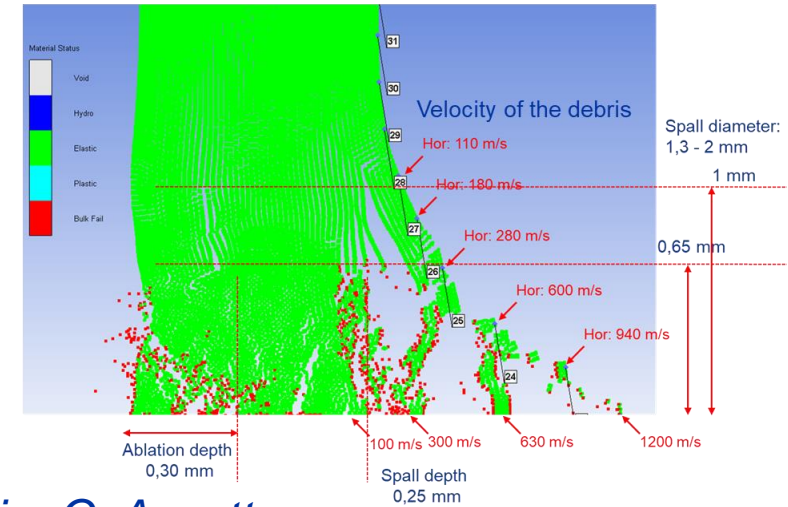 Material Status
Void
Hydro
Elastic
Plastic
Bulk Fail
31
30
29
28
27
26
25
24
Velocity of the debris
Hor: 110 m/s
Hor: 180 m/s
Hor: 280 m/s
Hor: 600 m/s
Hor: 940 m/s
Spall diameter:
1,3 - 2 mm
1 mm
0,65 mm
100 m/s
300 m/s
630 m/s
1200 m/s
Ablation depth
0,30 mm
Spall depth
0,25 mm